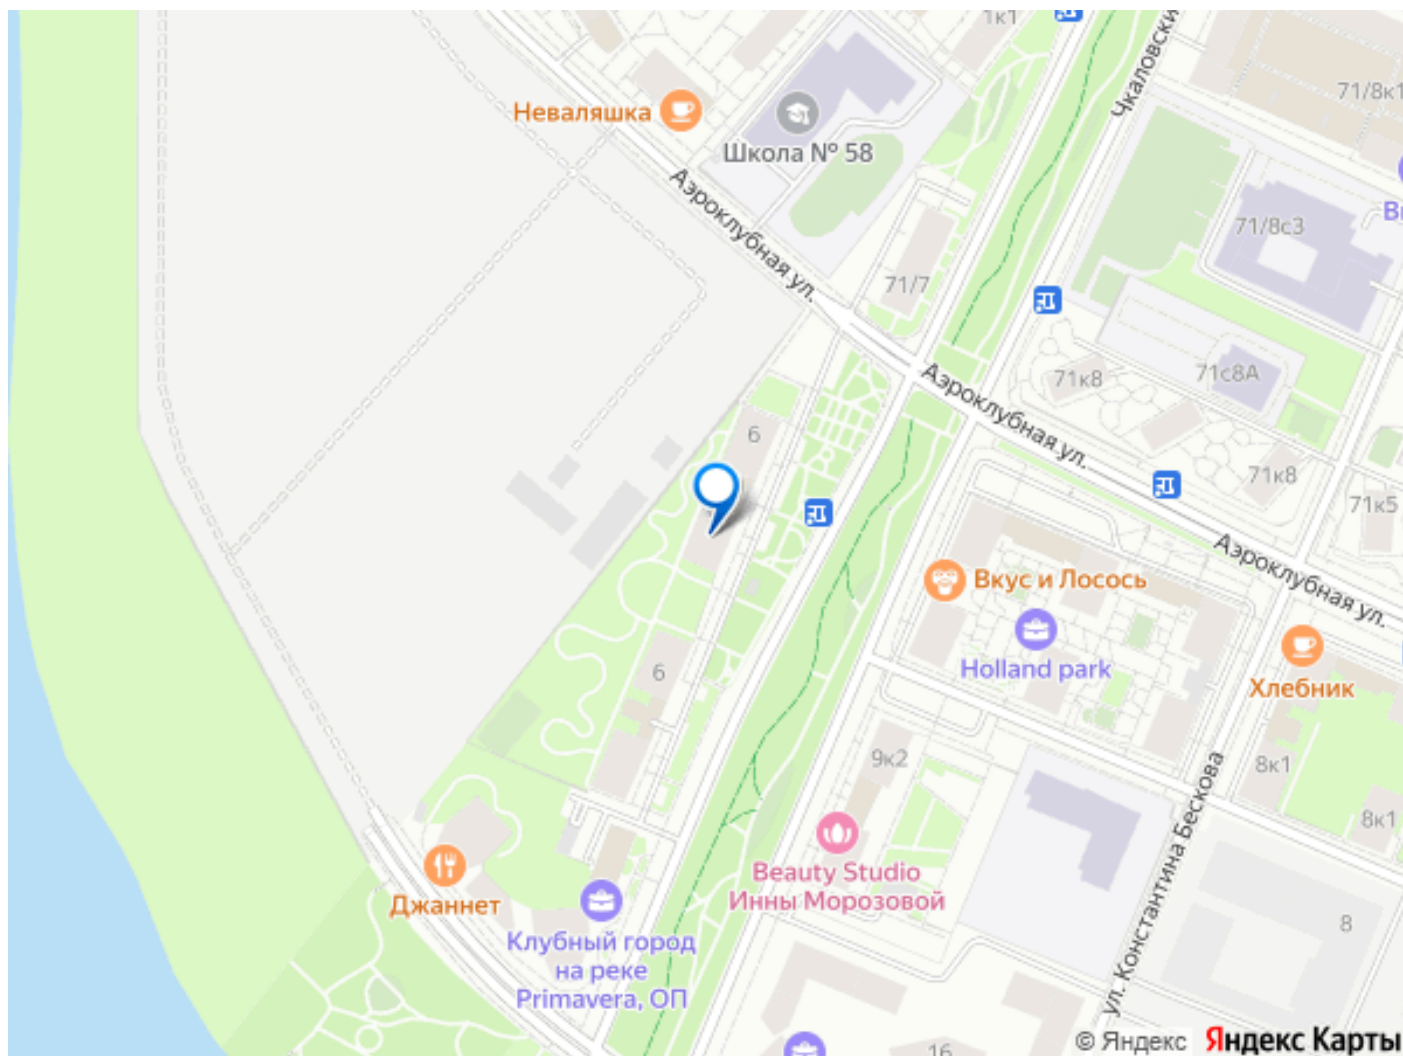 1к1
Чкаловски
71/8к1
Неваляшка
Школа № 58
Аэроклубная ул.
71/8с3
71/7
Аэроклубная ул.
71к8
71с8А
6
71к8
71к5
Аэроклубная ул.
Вкус и Лосось
Holland park
6
Хлебник
9к2
8к1
8к1
ул. Константина Бескова
Beauty Studio
Инны Морозовой
Джаннет
8
Клубный город
на реке
Primavera, ОП
16
© Яндекс Яндекс Карты